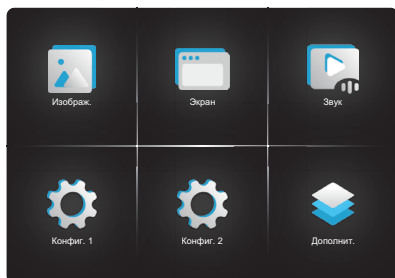 Изображ.
Экран
Звук
Конфиг. 1
Конфиг. 2
Дополнит.